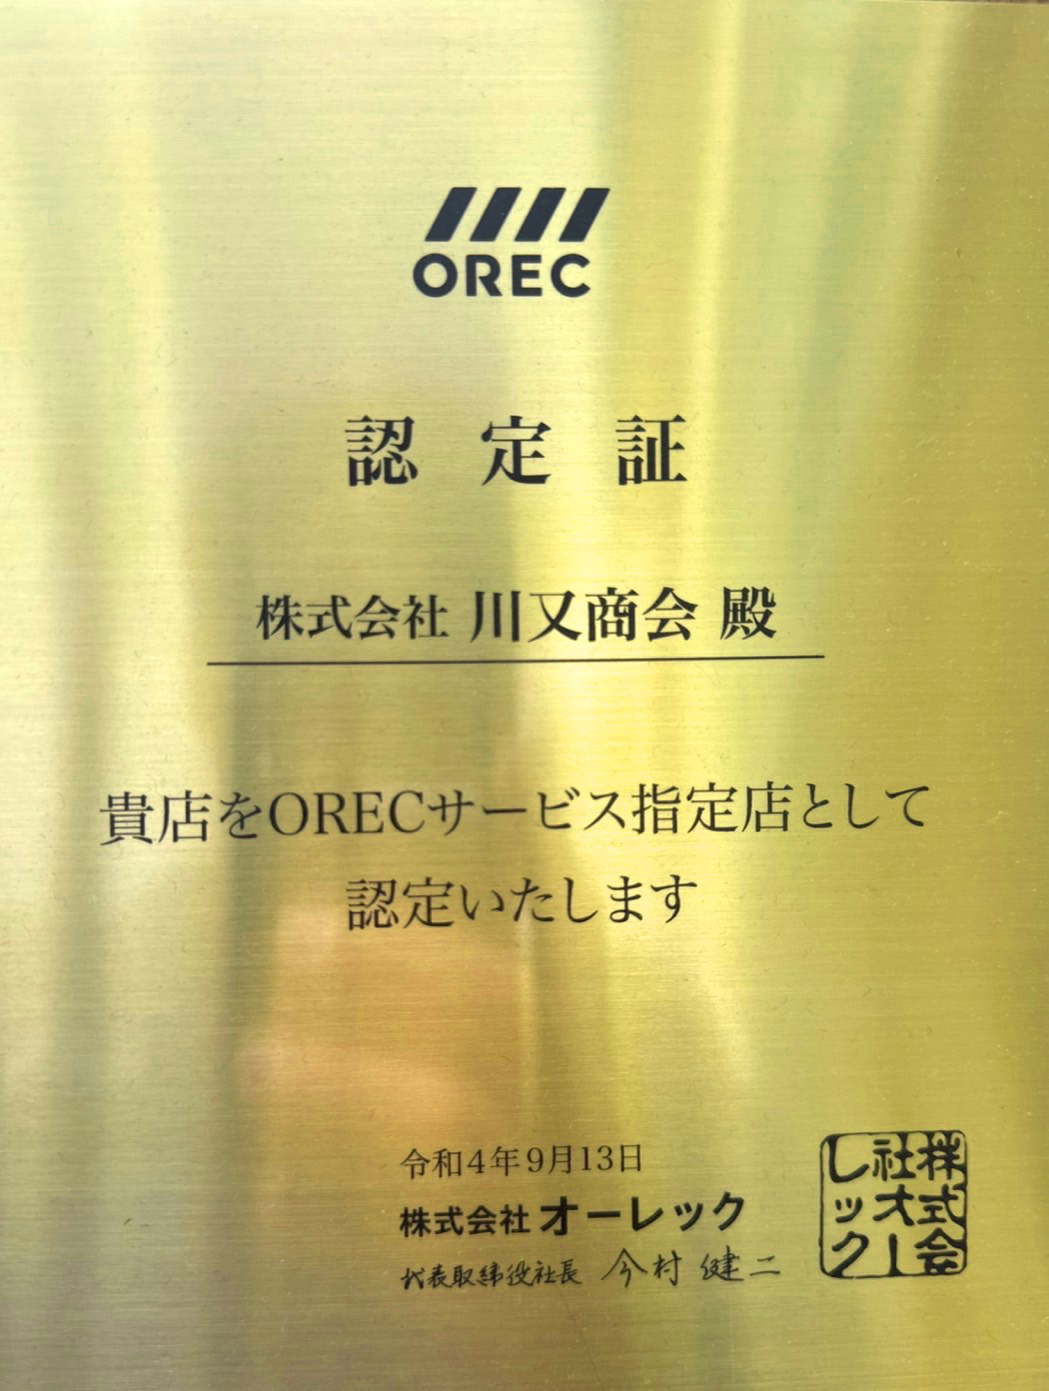 OREC
認定証
株式会社 川又商会 殿
貴店をORECサービス指定店として
認定いたします
令和4年9月13日
株式会社 オーレック
代表取締役社長 今村 健二
株式会
社オー
レック